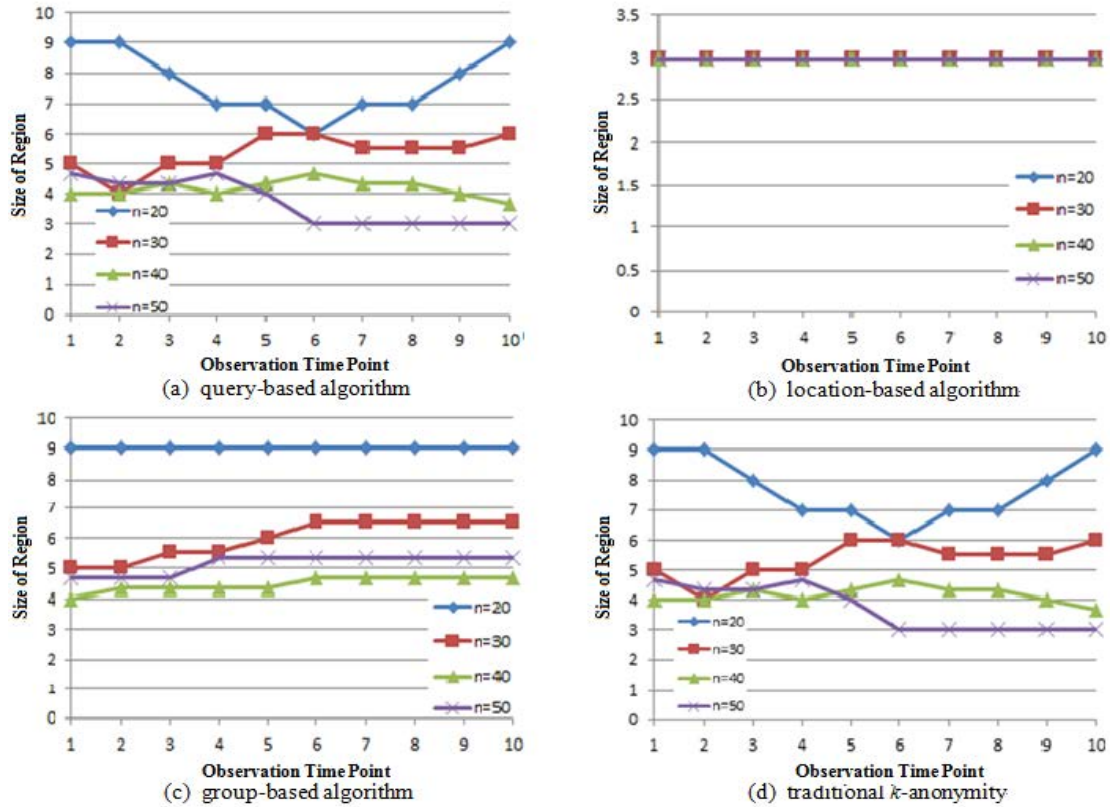 10
9
8
7
6
5
4
3
2
1
0
Size of Region
n=20
n=30
n=40
n=50
1 2 3 4 5 6 7 8 9 10
Observation Time Point
(a) query-based algorithm
3.5
3
2.5
2
1.5
1
0.5
0
Size of Region
n=20
n=30
n=40
n=50
1 2 3 4 5 6 7 8 9 10
Observation Time Point
(b) location-based algorithm
10
9
8
7
6
5
4
3
2
1
0
Size of Region
n=20
n=30
n=40
n=50
1 2 3 4 5 6 7 8 9 10
Observation Time Point
(c) group-based algorithm
10
9
8
7
6
5
4
3
2
1
0
Size of Region
n=20
n=30
n=40
n=50
1 2 3 4 5 6 7 8 9 10
Observation Time Point
(d) traditional k-anonymity